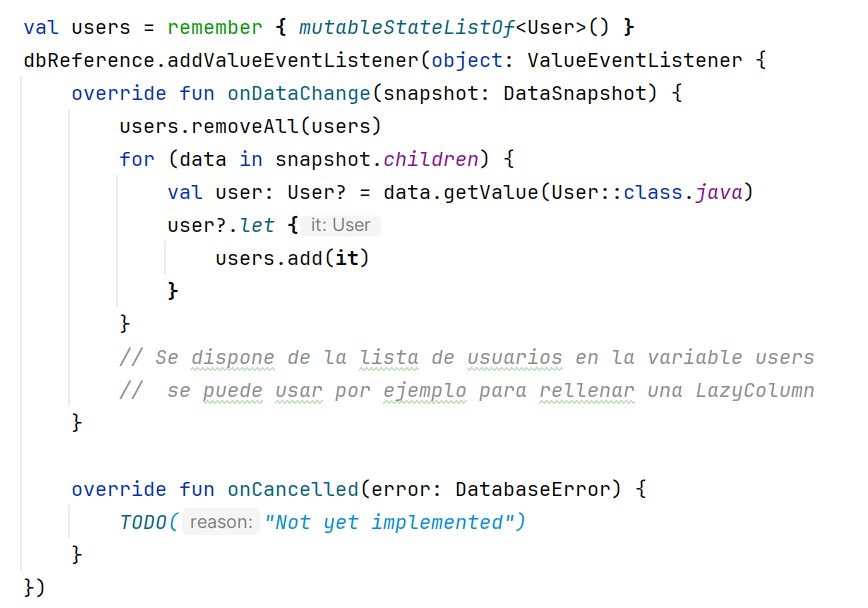 val users = remember { mutableStateListOf<User>() }
dbReference.addValueEventListener(object: ValueEventListener {
    override fun onDataChange(snapshot: DataSnapshot) {
        users.removeAll(users)
        for (data in snapshot.children) {
            val user: User? = data.getValue(User::class.java)
            user?.let { it: User
                users.add(it)
            }
        }
        // Se dispone de la lista de usuarios en la variable users
        //  se puede usar por ejemplo para rellenar una LazyColumn
    }

    override fun onCancelled(error: DatabaseError) {
        TODO( reason: "Not yet implemented")
    }
})